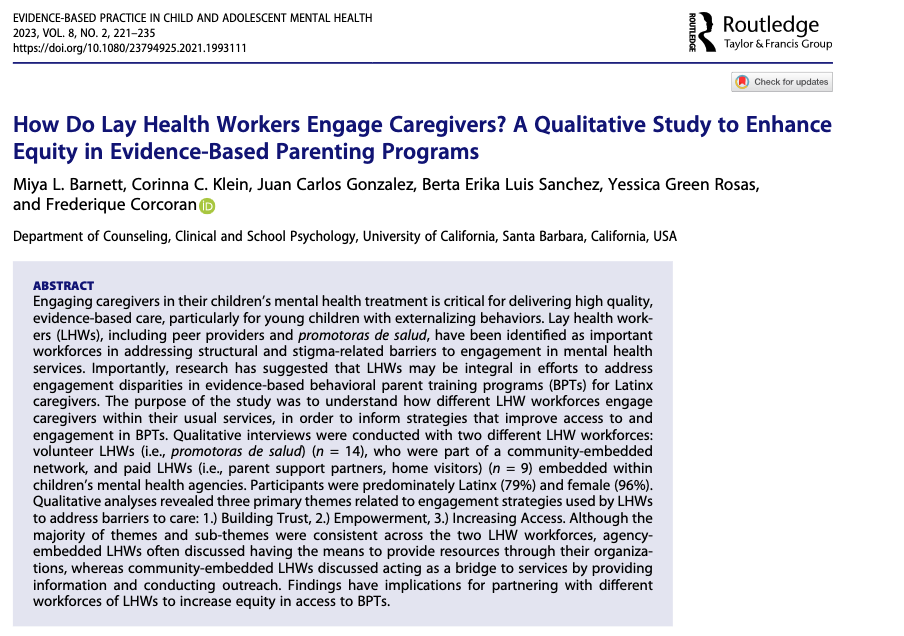 EVIDENCE-BASED PRACTICE IN CHILD AND ADOLESCENT MENTAL HEALTH
2023, VOL. 8, NO. 2, 221–235
https://doi.org/10.1080/23794925.2021.1993111
ROUTLEDGE
Routledge
Taylor & Francis Group
Check for updates
How Do Lay Health Workers Engage Caregivers? A Qualitative Study to Enhance
Equity in Evidence-Based Parenting Programs
Miya L. Barnett, Corinna C. Klein, Juan Carlos Gonzalez, Berta Erika Luis Sanchez, Yessica Green Rosas,
and Frederique Corcoran iD
Department of Counseling, Clinical and School Psychology, University of California, Santa Barbara, California, USA
ABSTRACT
Engaging caregivers in their children's mental health treatment is critical for delivering high quality,
evidence-based care, particularly for young children with externalizing behaviors. Lay health work-
ers (LHWs), including peer providers and promotoras de salud, have been identified as important
workforces in addressing structural and stigma-related barriers to engagement in mental health
services. Importantly, research has suggested that LHWs may be integral in efforts to address
engagement disparities in evidence-based behavioral parent training programs (BPTs) for Latinx
caregivers. The purpose of the study was to understand how different LHW workforces engage
caregivers within their usual services, in order to inform strategies that improve access to and
engagement in BPTs. Qualitative interviews were conducted with two different LHW workforces:
volunteer LHWs (i.e., promotoras de salud) (n = 14), who were part of a community-embedded
network, and paid LHWs (i.e., parent support partners, home visitors) (n = 9) embedded within
children's mental health agencies. Participants were predominately Latinx (79%) and female (96%).
Qualitative analyses revealed three primary themes related to engagement strategies used by LHWs
to address barriers to care: 1.) Building Trust, 2.) Empowerment, 3.) Increasing Access. Although the
majority of themes and sub-themes were consistent across the two LHW workforces, agency-
embedded LHWs often discussed having the means to provide resources through their organiza-
tions, whereas community-embedded LHWs discussed acting as a bridge to services by providing
information and conducting outreach. Findings have implications for partnering with different
workforces of LHWs to increase equity in access to BPTs.